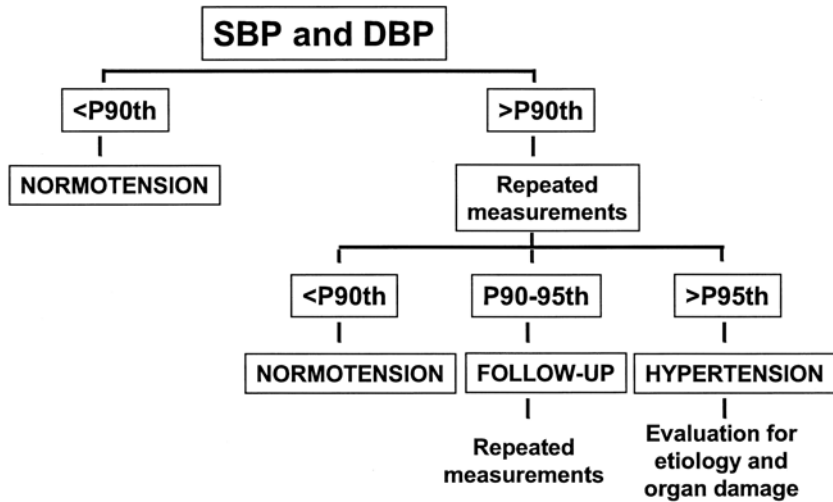 SBP and DBP
<P90th
>P90th
NORMOTENSION
Repeated
measurements
<P90th
P90-95th
>P95th
NORMOTENSION
FOLLOW-UP
HYPERTENSION
Repeated
measurements
Evaluation for
etiology and
organ damage